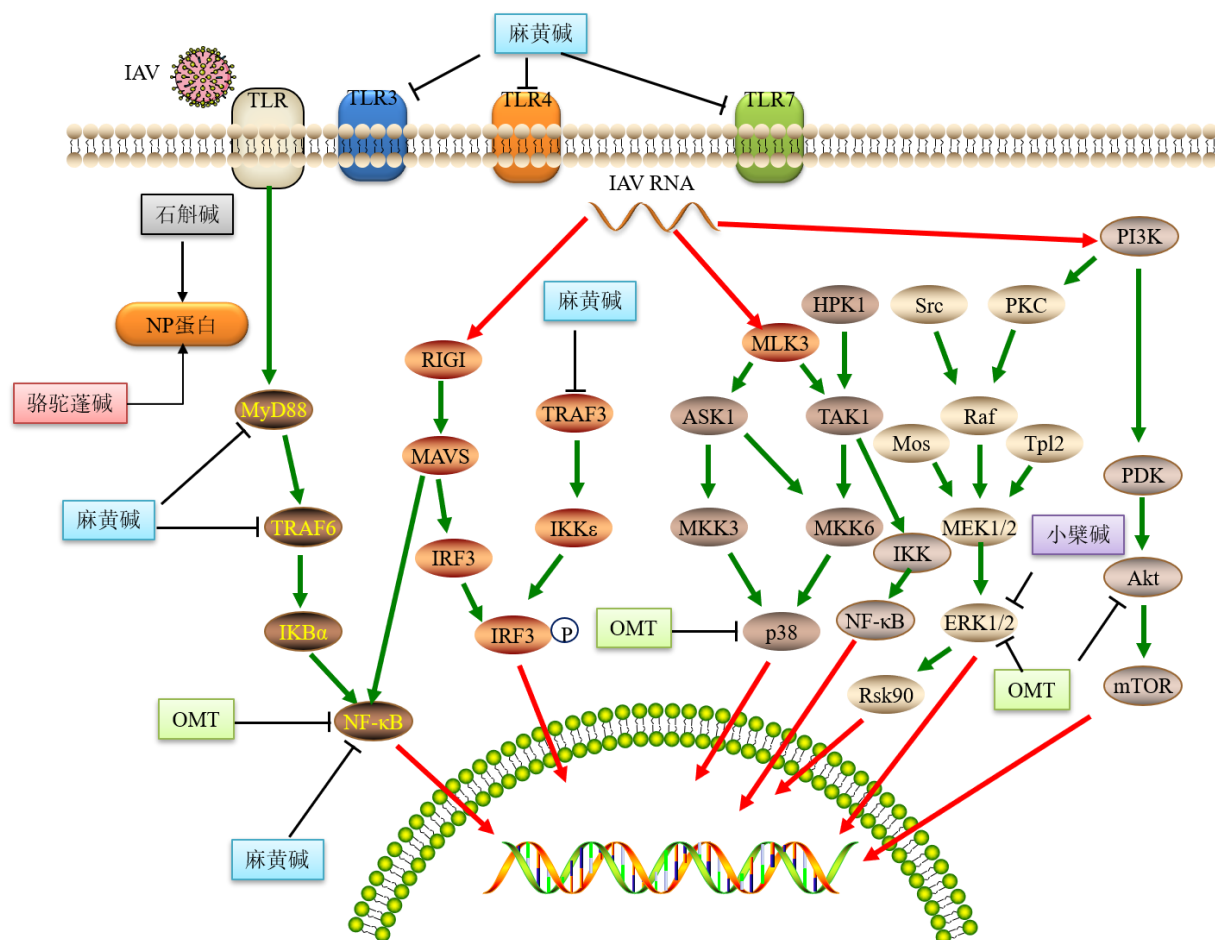 麻黄碱
IAV
TLR
TLR3
TLR4
TLR7
IAV RNA
石斛碱
PI3K
麻黄碱
HPK1
Src
PKC
NP蛋白
MLK3
RIGI
骆驼蓬碱
MyD88
TRAF3
ASK1
TAK1
Raf
Mos
Tpl2
MAVS
PDK
麻黄碱
TRAF6
IKKε
MKK3
MKK6
MEK1/2
小檗碱
IRF3
IKK
Akt
IKBα
IRF3
P
OMT
p38
NF-κB
ERK1/2
OMT
mTOR
Rsk90
OMT
NF-κB
麻黄碱